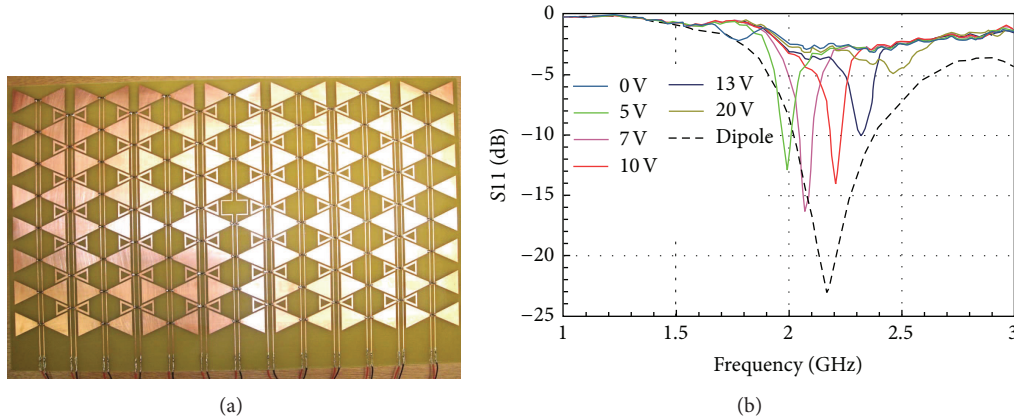 0
−5
−10
−15
−20
−25
S11 (dB)
0 V
5 V
7 V
10 V
13 V
20 V
Dipole
1
1.5
2
2.5
3
Frequency (GHz)
(a)
(b)